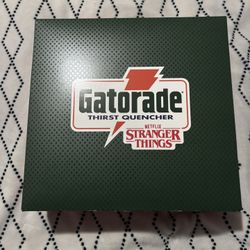 Gatorade
THIRST QUENCHER
NETFLIX
STRANGER
THINGS